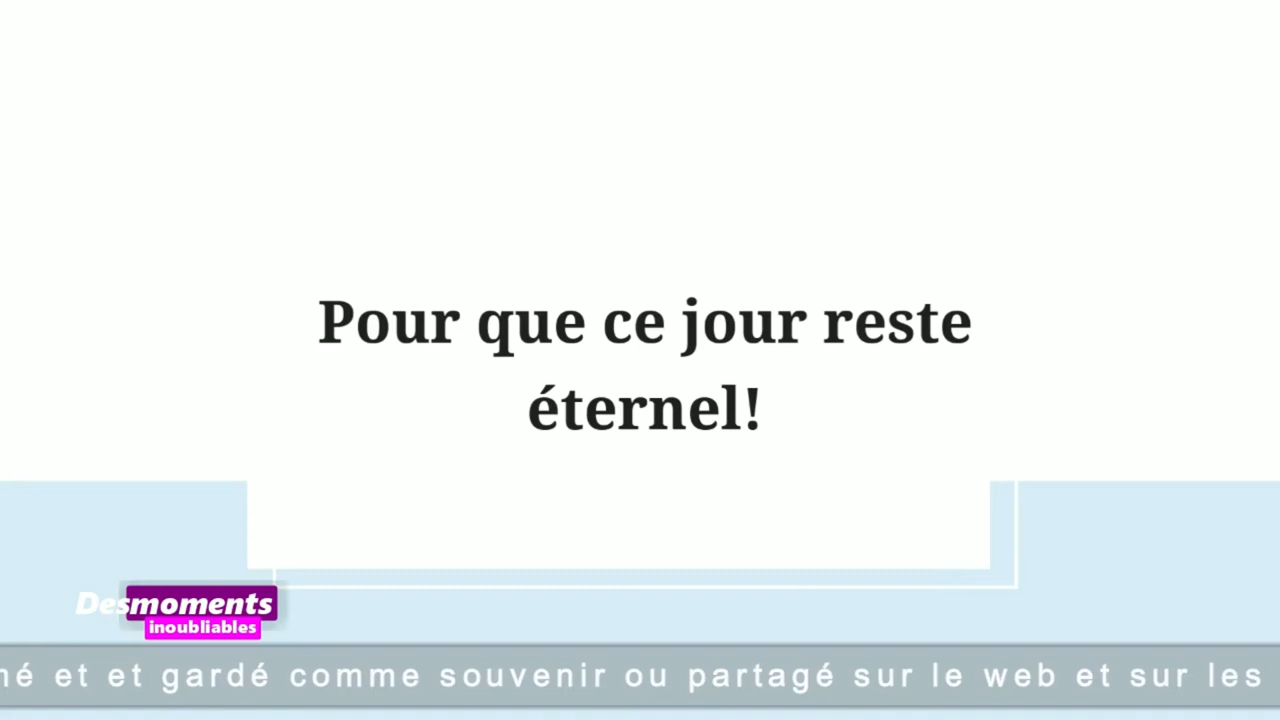 Pour que ce jour reste
éternel!
Desmoments
inoubliables
et et gardé comme souvenir ou partagé sur le web et sur les